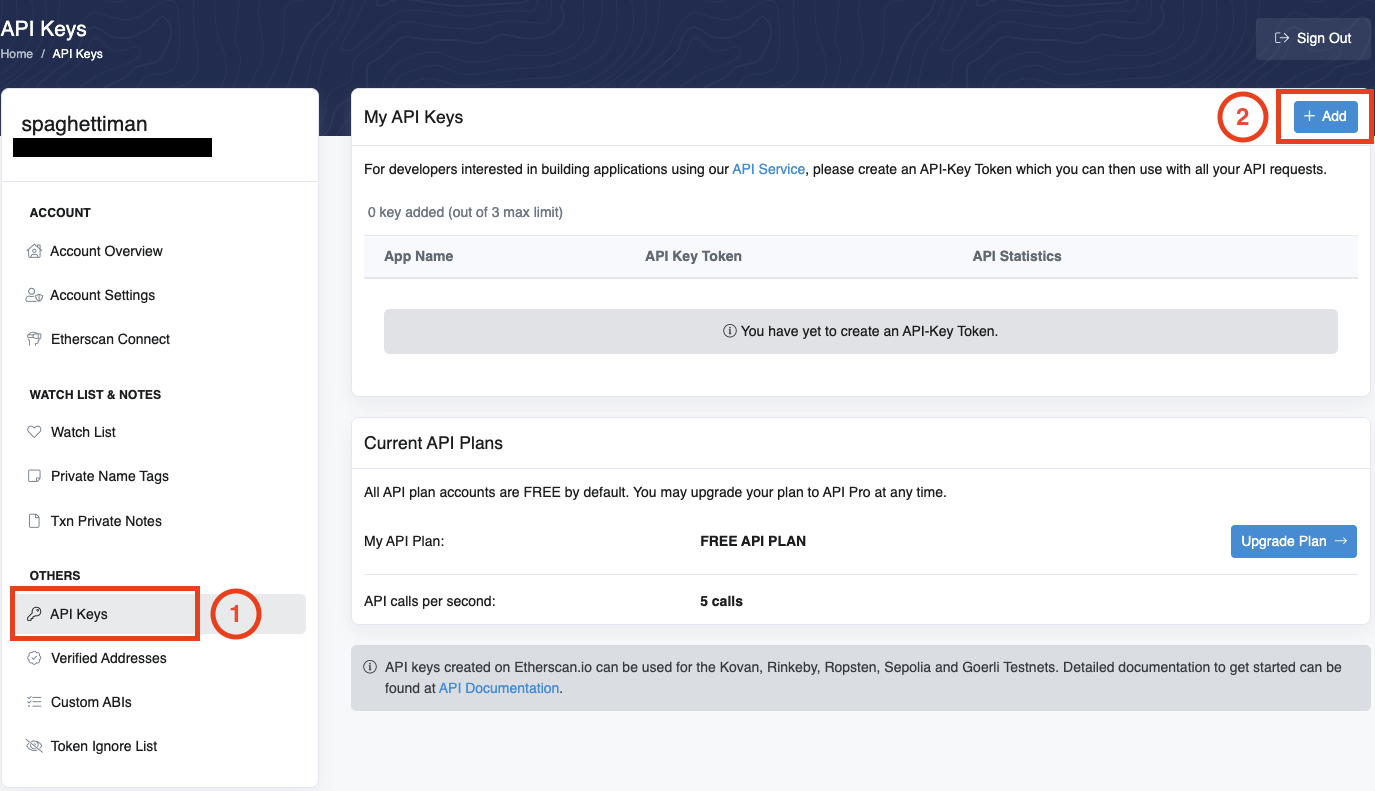 API Keys
Home / API Keys
Sign Out
spaghettiman
ACCOUNT
Account Overview
Account Settings
Etherscan Connect
WATCH LIST & NOTES
Watch List
Private Name Tags
Txn Private Notes
OTHERS
API Keys
1
Verified Addresses
Custom ABIs
Token Ignore List
My API Keys
2
+ Add
For developers interested in building applications using our API Service, please create an API-Key Token which you can then use with all your API requests.
0 key added (out of 3 max limit)
App Name API Key Token API Statistics
You have yet to create an API-Key Token.
Current API Plans
All API plan accounts are FREE by default. You may upgrade your plan to API Pro at any time.
My API Plan: FREE API PLAN Upgrade Plan →
API calls per second: 5 calls
API keys created on Etherscan.io can be used for the Kovan, Rinkeby, Ropsten, Sepolia and Goerli Testnets. Detailed documentation to get started can be
found at API Documentation.